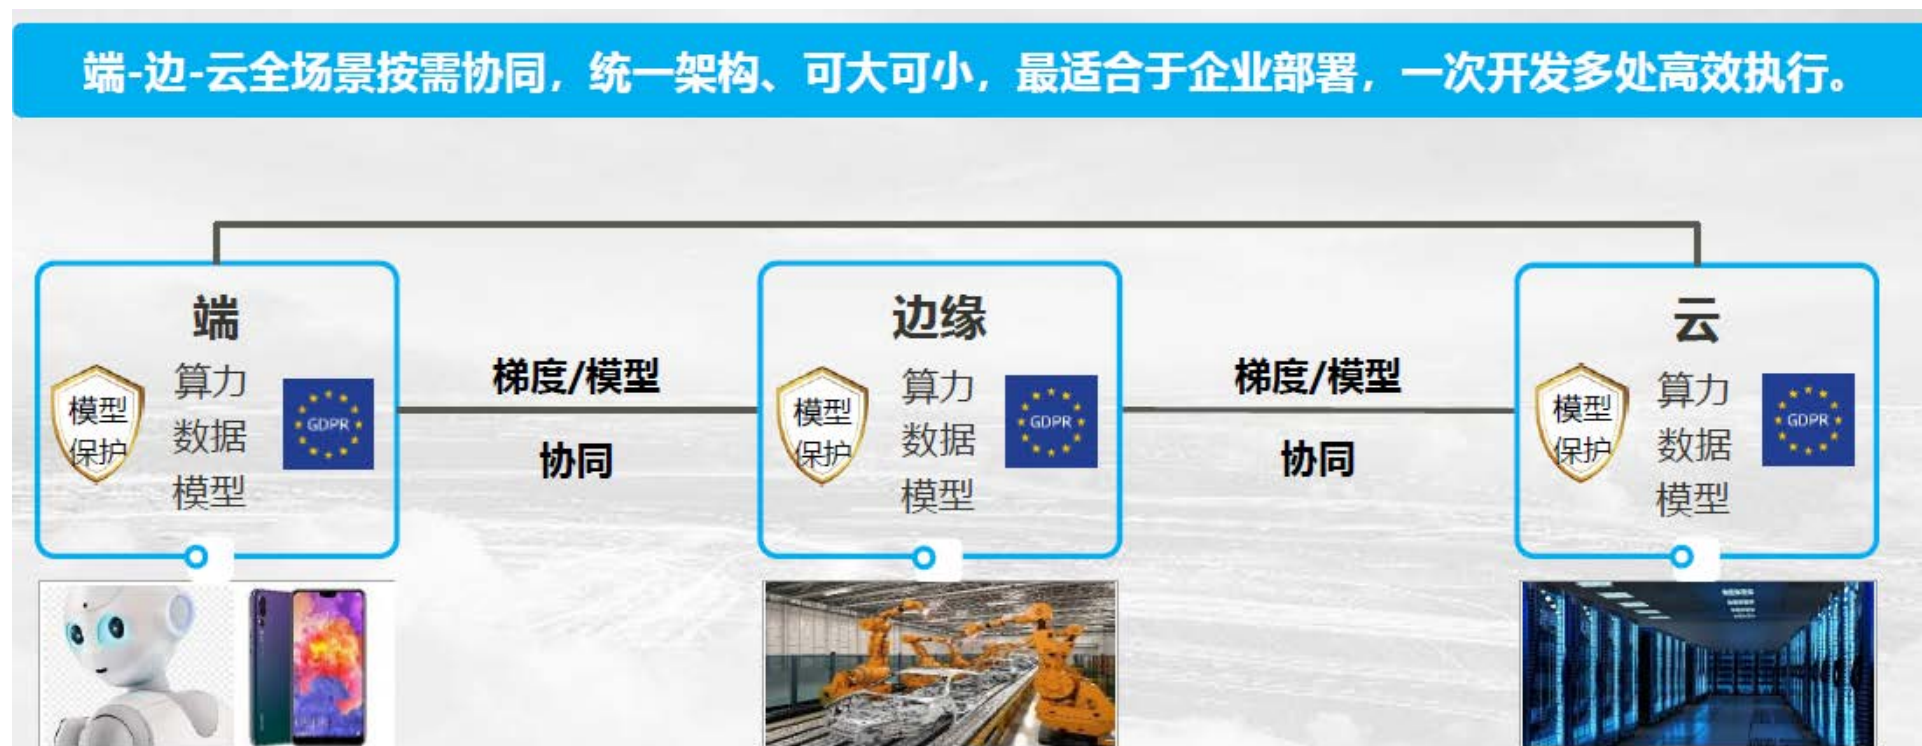 端-边-云全场景按需协同，统一架构、可大可小，最适合于企业部署，一次开发多处高效执行。
端
模型
保护
算力
数据
模型
GDPR
梯度/模型
协同
边缘
模型
保护
算力
数据
模型
GDPR
梯度/模型
协同
云
模型
保护
算力
数据
模型
GDPR